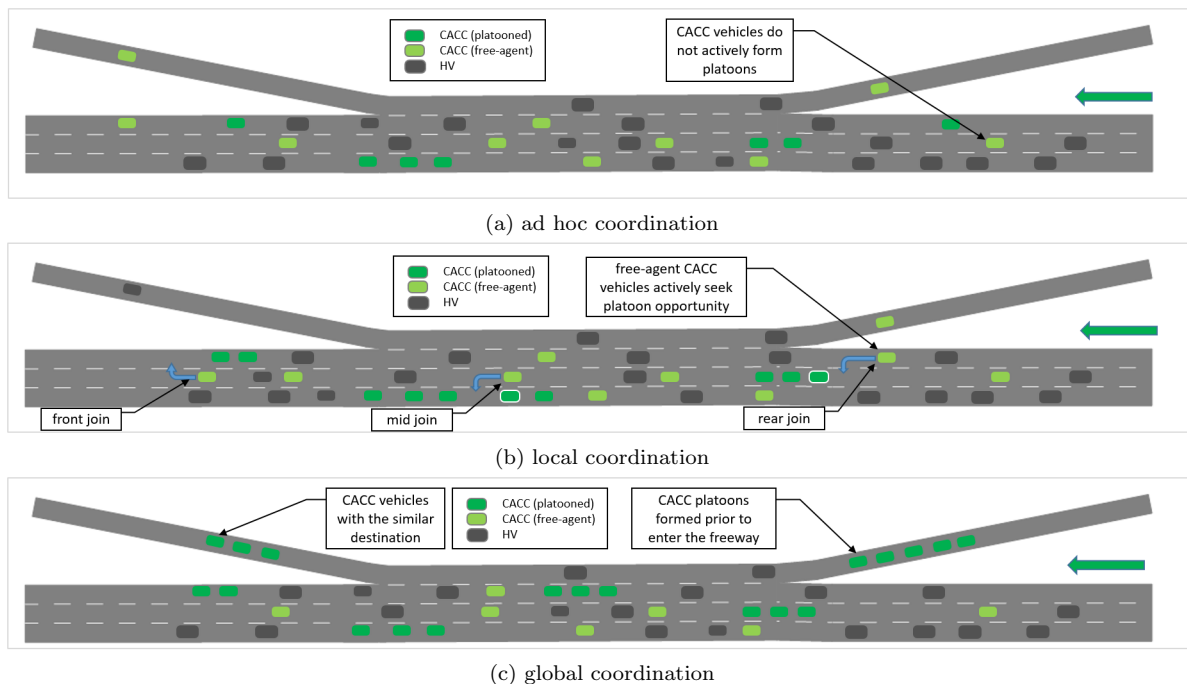 CACC (platooned)
CACC (free-agent)
HV
CACC vehicles do
not actively form
platoons
(a) ad hoc coordination
CACC (platooned)
CACC (free-agent)
HV
free-agent CACC
vehicles actively seek
platoon opportunity
front join
mid join
rear join
(b) local coordination
CACC vehicles
with the similar
destination
CACC (platooned)
CACC (free-agent)
HV
CACC platoons
formed prior to
enter the freeway
(c) global coordination